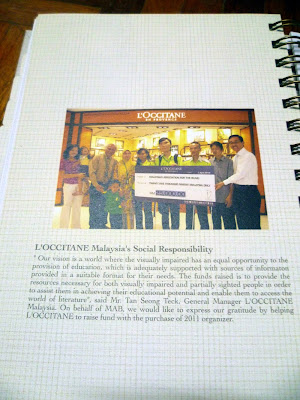 L'OCCITANE
EN PROVENCE
L'OCCITANE
L'OCCITANE Malaysia's Social Responsibility
" Our vision is a world where the visually impaired has an equal opportunity to the
provision of education, which is adequately supported with sources of information
provided in a suitable format for their needs. The funds raised is to provide the
resources necessary for both visually impaired and partially sighted people in order
to assist them in achieving their educational potential and enable them to access the
world of literature", said Mr. Tan Seong Teck, General Manager L'OCCITANE
Malaysia. On behalf of MAB, we would like to express our gratitude by helping
L'OCCITANE to raise fund with the purchase of 2011 organizer.